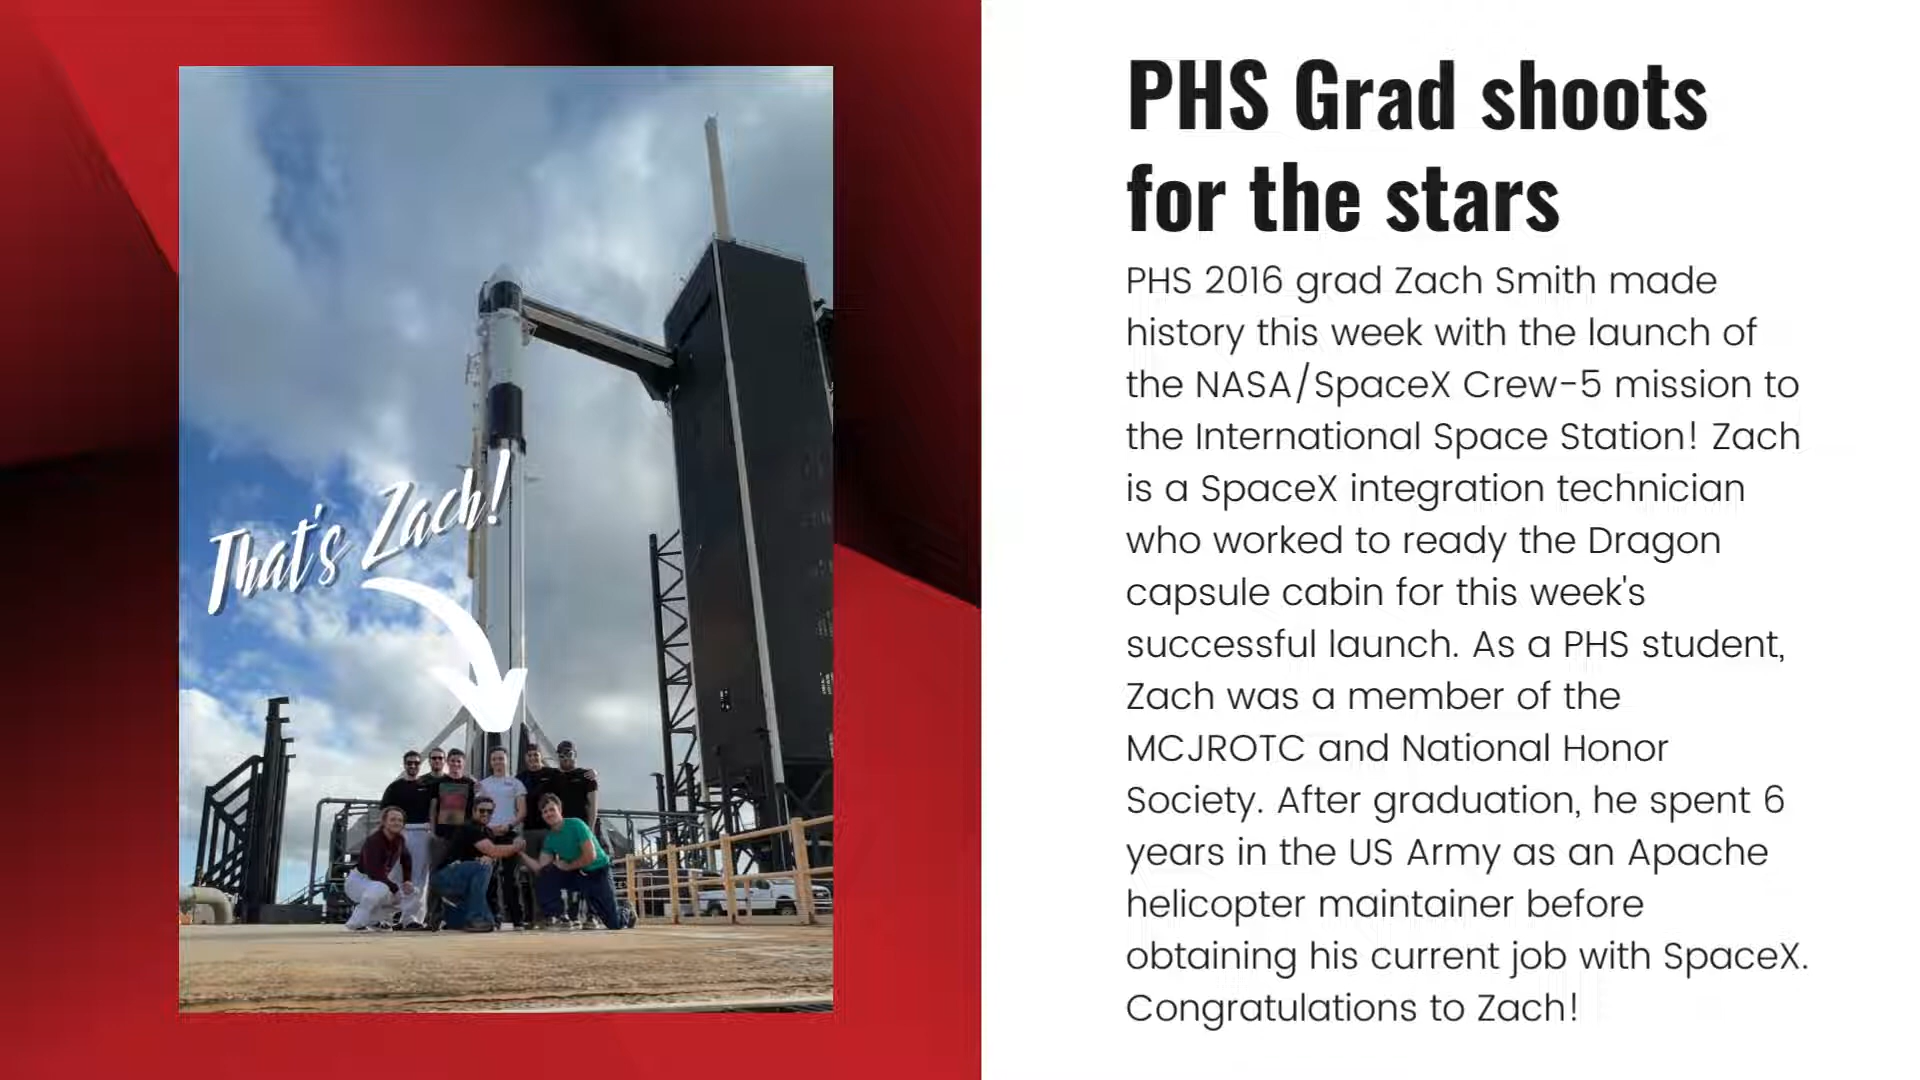 PHS Grad shoots
for the stars
PHS 2016 grad Zach Smith made
history this week with the launch of
the NASA/SpaceX Crew-5 mission to
the International Space Station! Zach
is a SpaceX integration technician
who worked to ready the Dragon
capsule cabin for this week's
successful launch. As a PHS student,
Zach was a member of the
MCJROTC and National Honor
Society. After graduation, he spent 6
years in the US Army as an Apache
helicopter maintainer before
obtaining his current job with SpaceX.
Congratulations to Zach!
That's Zach!